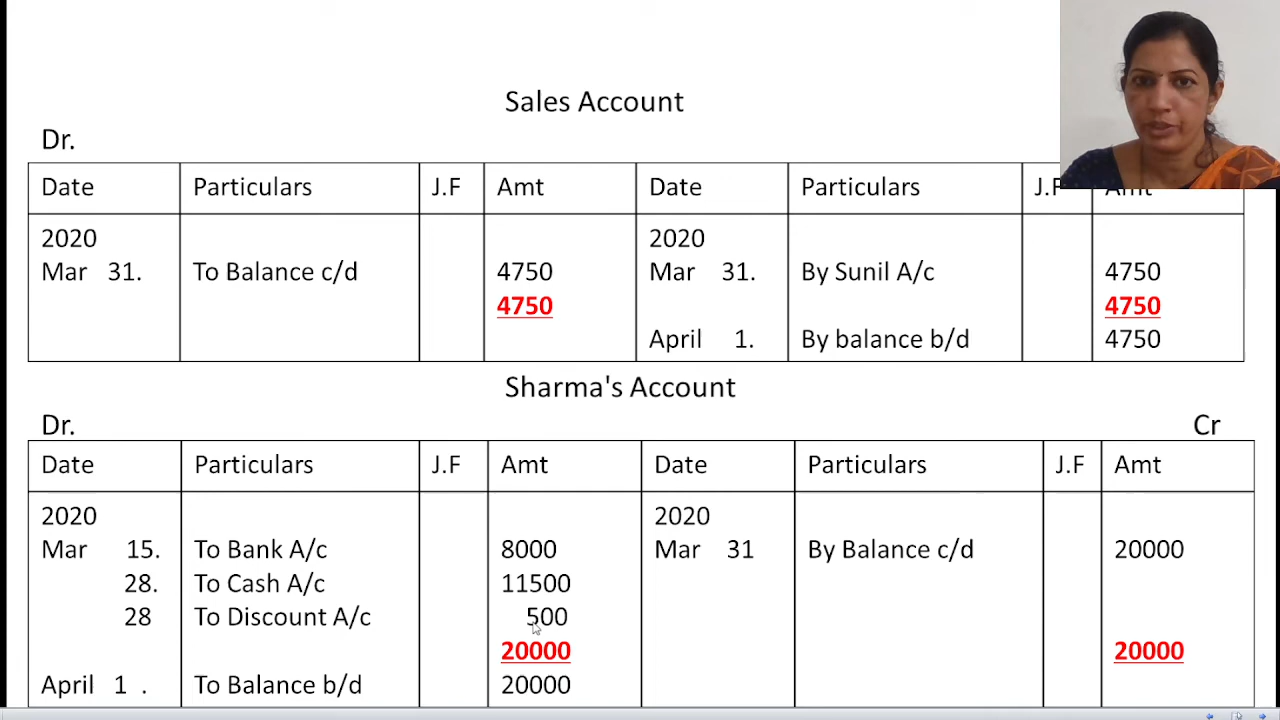 Sales Account
Dr.
Date Particulars J.F Amt Date Particulars J.F Amt
2020 2020
Mar 31. To Balance c/d 4750 Mar 31. By Sunil A/c 4750
4750 4750
April 1. By balance b/d 4750
Sharma's Account
Dr. Cr
Date Particulars J.F Amt Date Particulars J.F Amt
2020 2020
Mar 15. To Bank A/c 8000 Mar 31 By Balance c/d 20000
28. To Cash A/c 11500
28 To Discount A/c 500
20000 20000
April 1 . To Balance b/d 20000